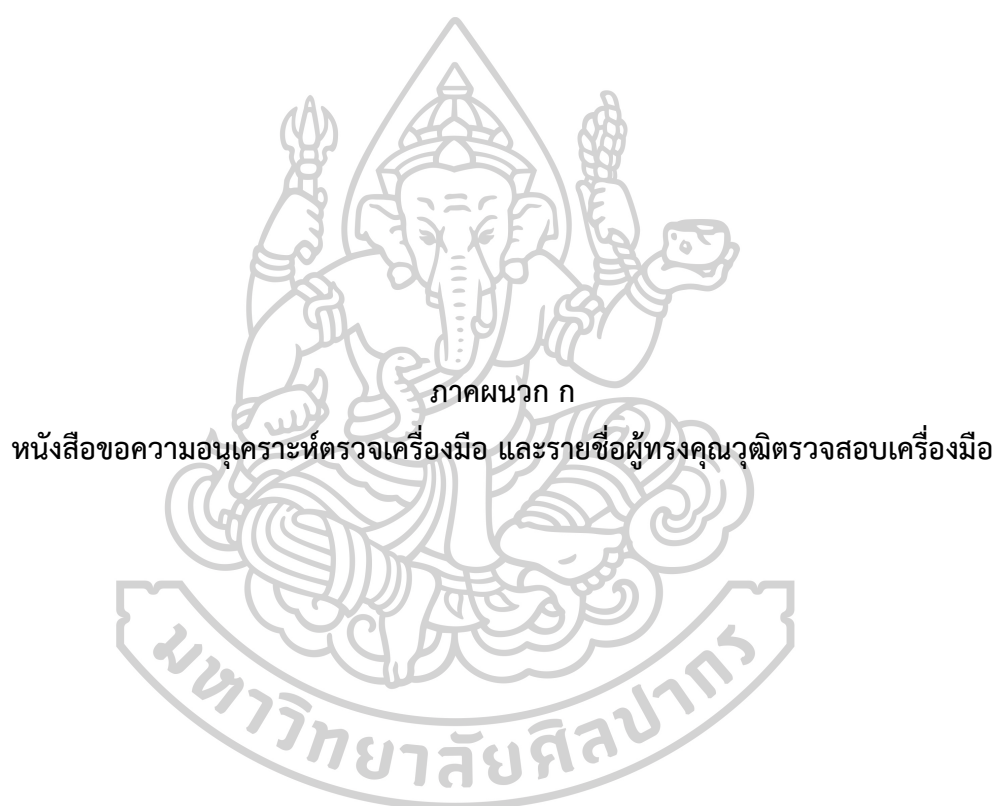 ภาคผนวก ก
หนังสือขอความอนุเคราะห์ตรวจเครื่องมือ และรายชื่อผู้ทรงคุณวุฒิตรวจสอบเครื่องมือ
มหาวิทยาลัยศิลปากร